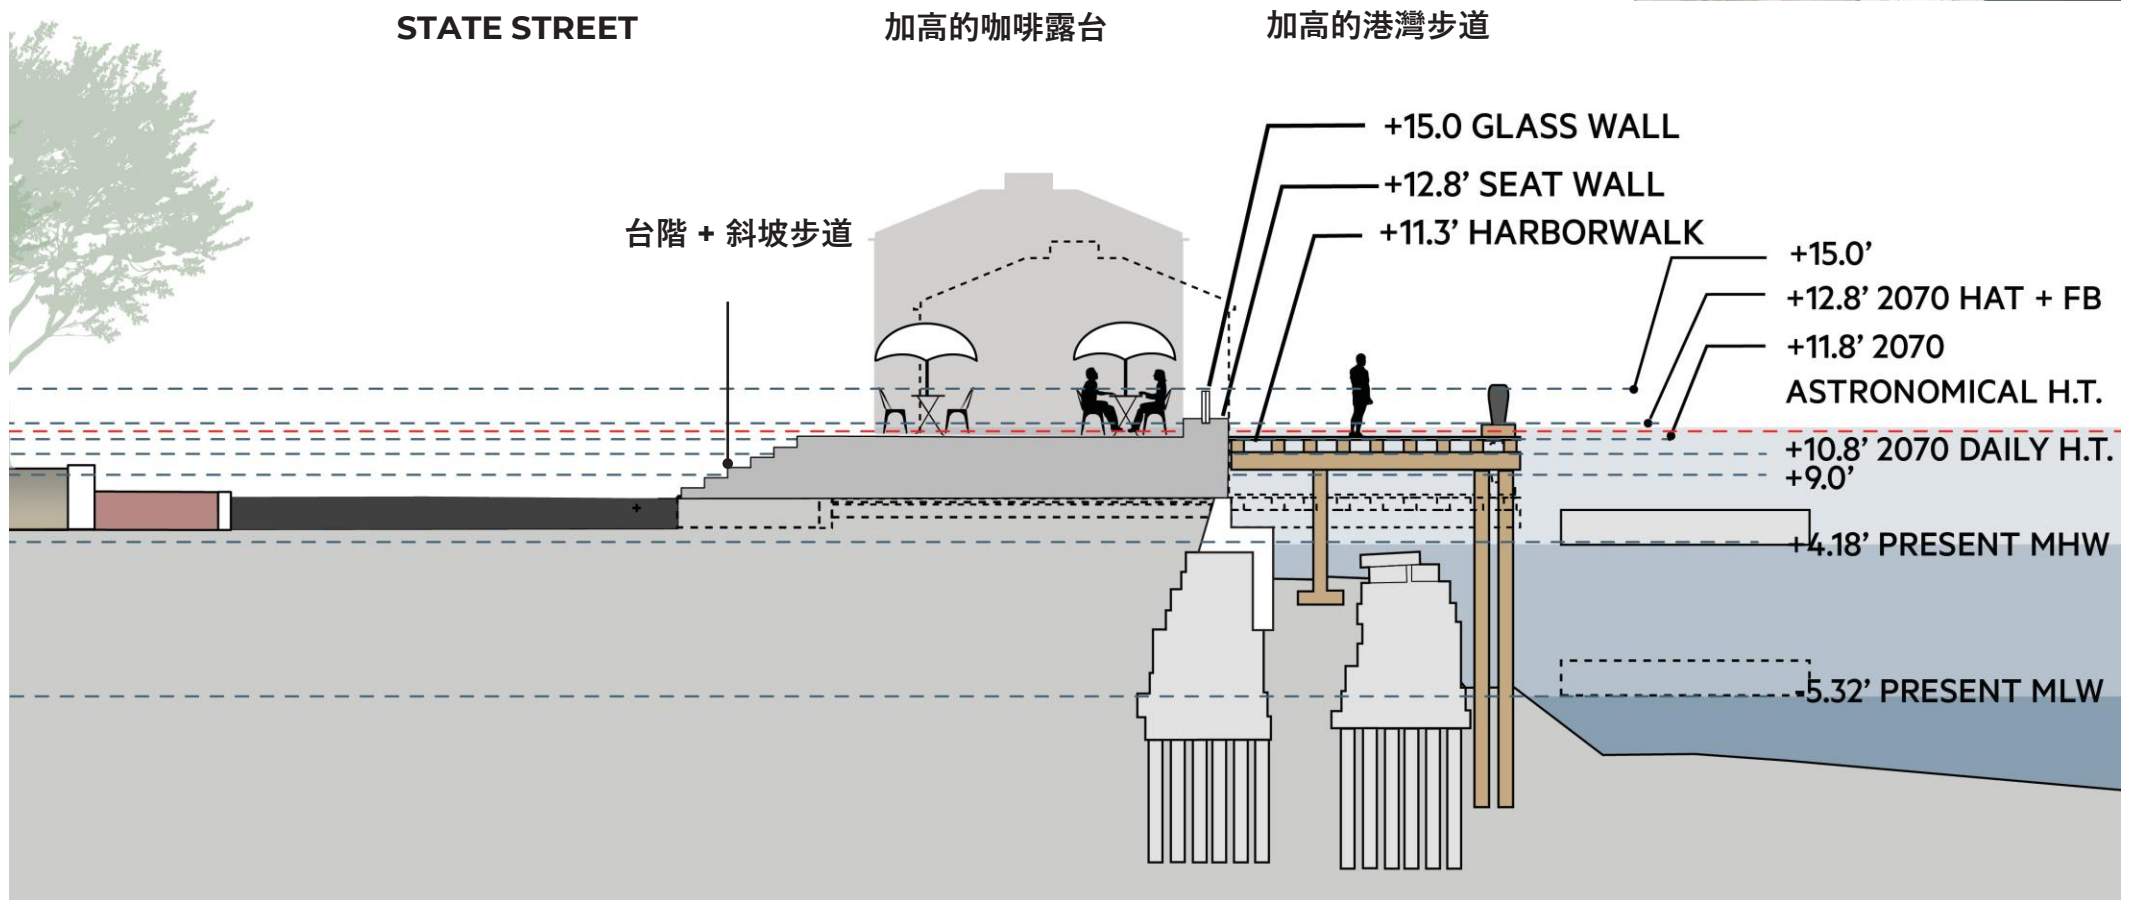 STATE STREET
加高的咖啡露台
加高的港灣步道
+15.0 GLASS WALL
+12.8’ SEAT WALL
+11.3’ HARBORWALK
台階 + 斜坡步道
+15.0’
+12.8’ 2070 HAT + FB
+11.8’ 2070
ASTRONOMICAL H.T.
+10.8’ 2070 DAILY H.T.
+9.0’
+4.18’ PRESENT MHW
-5.32’ PRESENT MLW